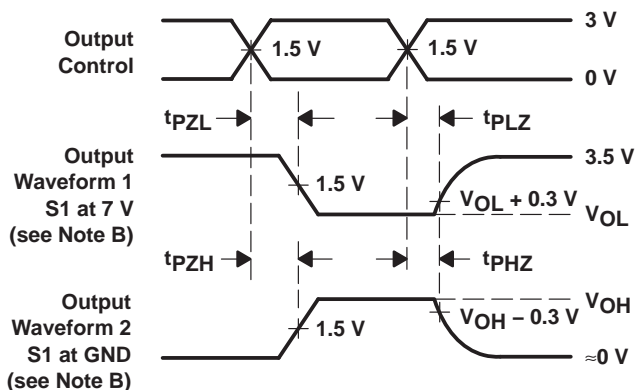 Output
Control
3 V
1.5 V
1.5 V
0 V
tPZL
tPLZ
Output
Waveform 1
S1 at 7 V
(see Note B)
3.5 V
1.5 V
VOL + 0.3 V
VOL
tPZH
tPHZ
Output
Waveform 2
S1 at GND
(see Note B)
VOH
1.5 V
VOH − 0.3 V
≈0 V